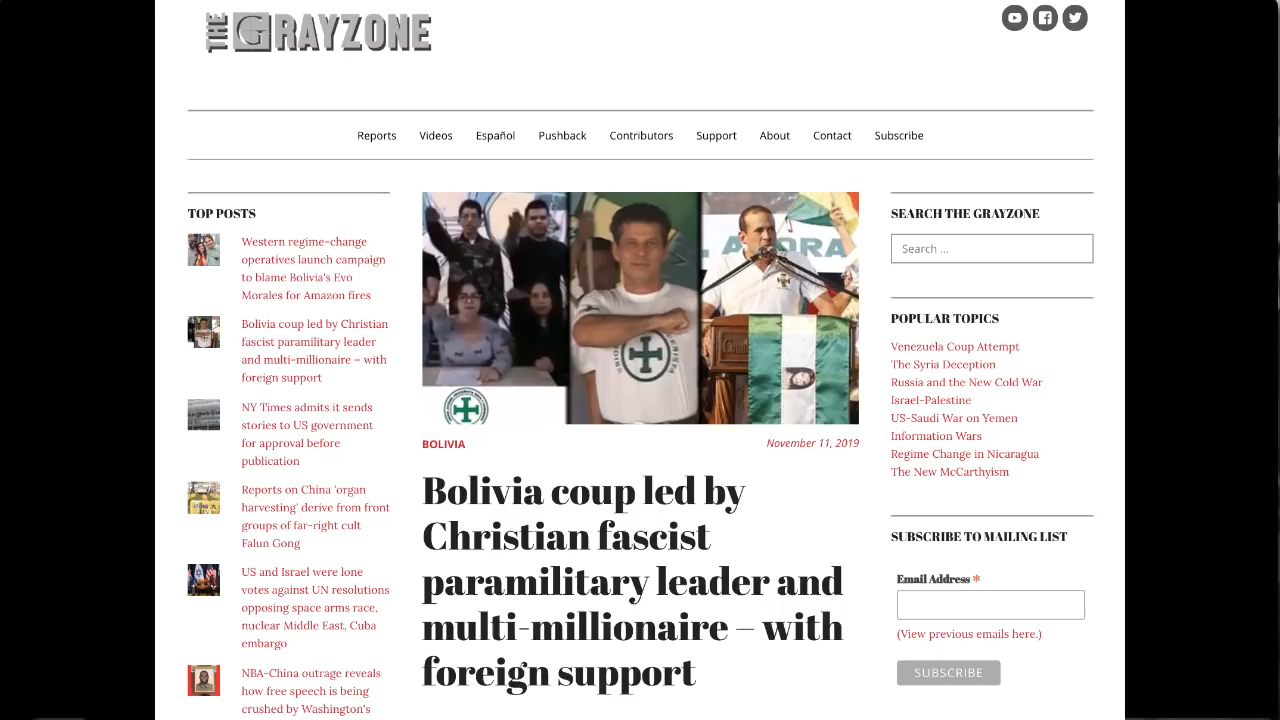 THE GRAYZONE
Reports Videos Español Pushback Contributors Support About Contact Subscribe
TOP POSTS
Western regime-change
operatives launch campaign
to blame Bolivia's Evo
Morales for Amazon fires
Bolivia coup led by Christian
fascist paramilitary leader
and multi-millionaire – with
foreign support
NY Times admits it sends
stories to US government
for approval before
publication
Reports on China 'organ
harvesting' derive from front
groups of far-right cult
Falun Gong
US and Israel were lone
votes against UN resolutions
opposing space arms race,
nuclear Middle East, Cuba
embargo
NBA-China outrage reveals
how free speech is being
crushed by Washington's
BOLIVIA
November 11, 2019
Bolivia coup led by
Christian fascist
paramilitary leader and
multi-millionaire – with
foreign support
SEARCH THE GRAYZONE
Search ...
POPULAR TOPICS
Venezuela Coup Attempt
The Syria Deception
Russia and the New Cold War
Israel-Palestine
US-Saudi War on Yemen
Information Wars
Regime Change in Nicaragua
The New McCarthyism
SUBSCRIBE TO MAILING LIST
Email Address *
(View previous emails here.)
SUBSCRIBE